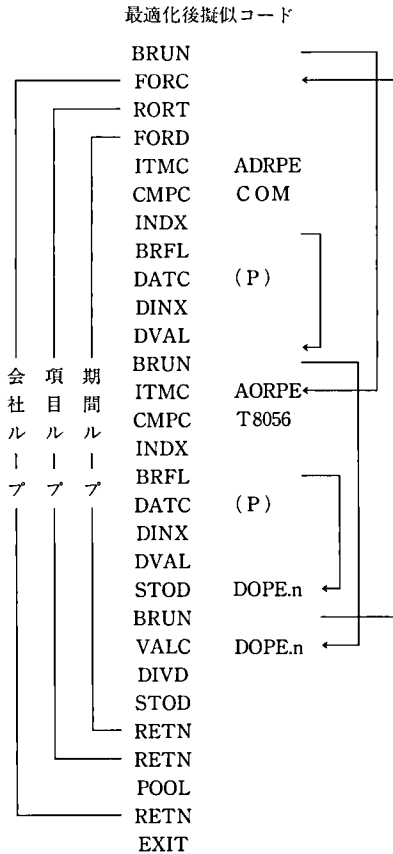 最適化後擬似コード
BRUN
FORC
RORT
FORD
ITMC ADRPE
CMPC COM
INDX
BRFL
DATC (P)
DINX
DVAL
BRUN
ITMC AORPE
CMPC T8056
INDX
BRFL
DATC (P)
DINX
DVAL
STOD DOPE.n
BRUN
VALC DOPE.n
DIVD
STOD
RETN
RETN
POOL
RETN
EXIT
会社ループ
項目ループ
期間ループ